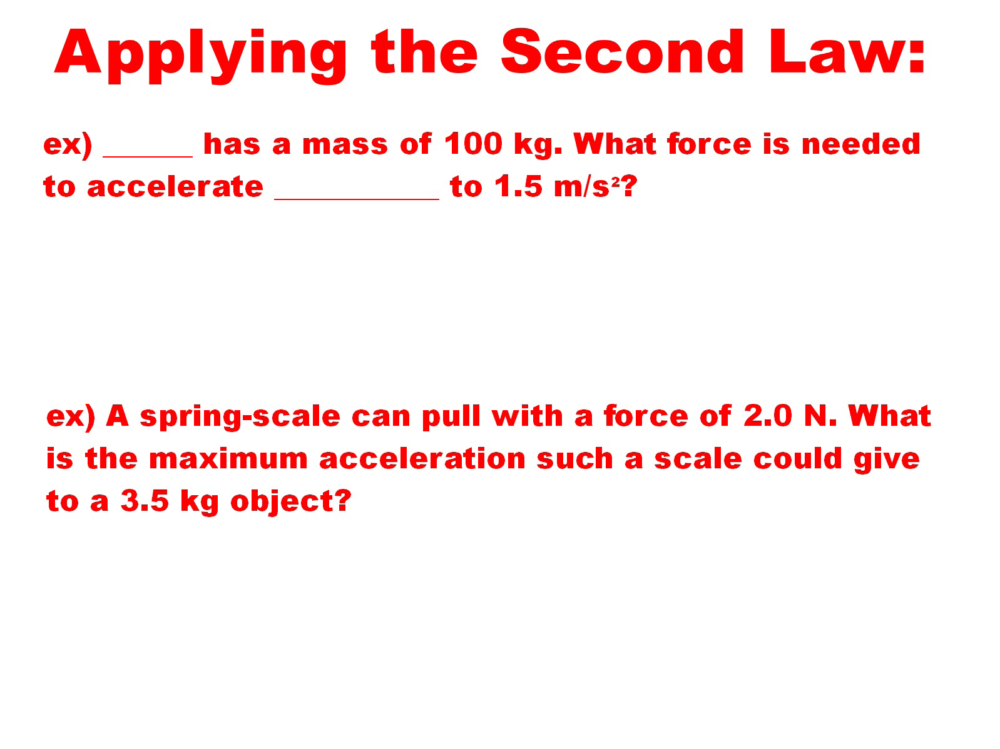 Applying the Second Law:
ex) ______ has a mass of 100 kg. What force is needed
to accelerate ___________ to 1.5 m/s²?
ex) A spring-scale can pull with a force of 2.0 N. What
is the maximum acceleration such a scale could give
to a 3.5 kg object?